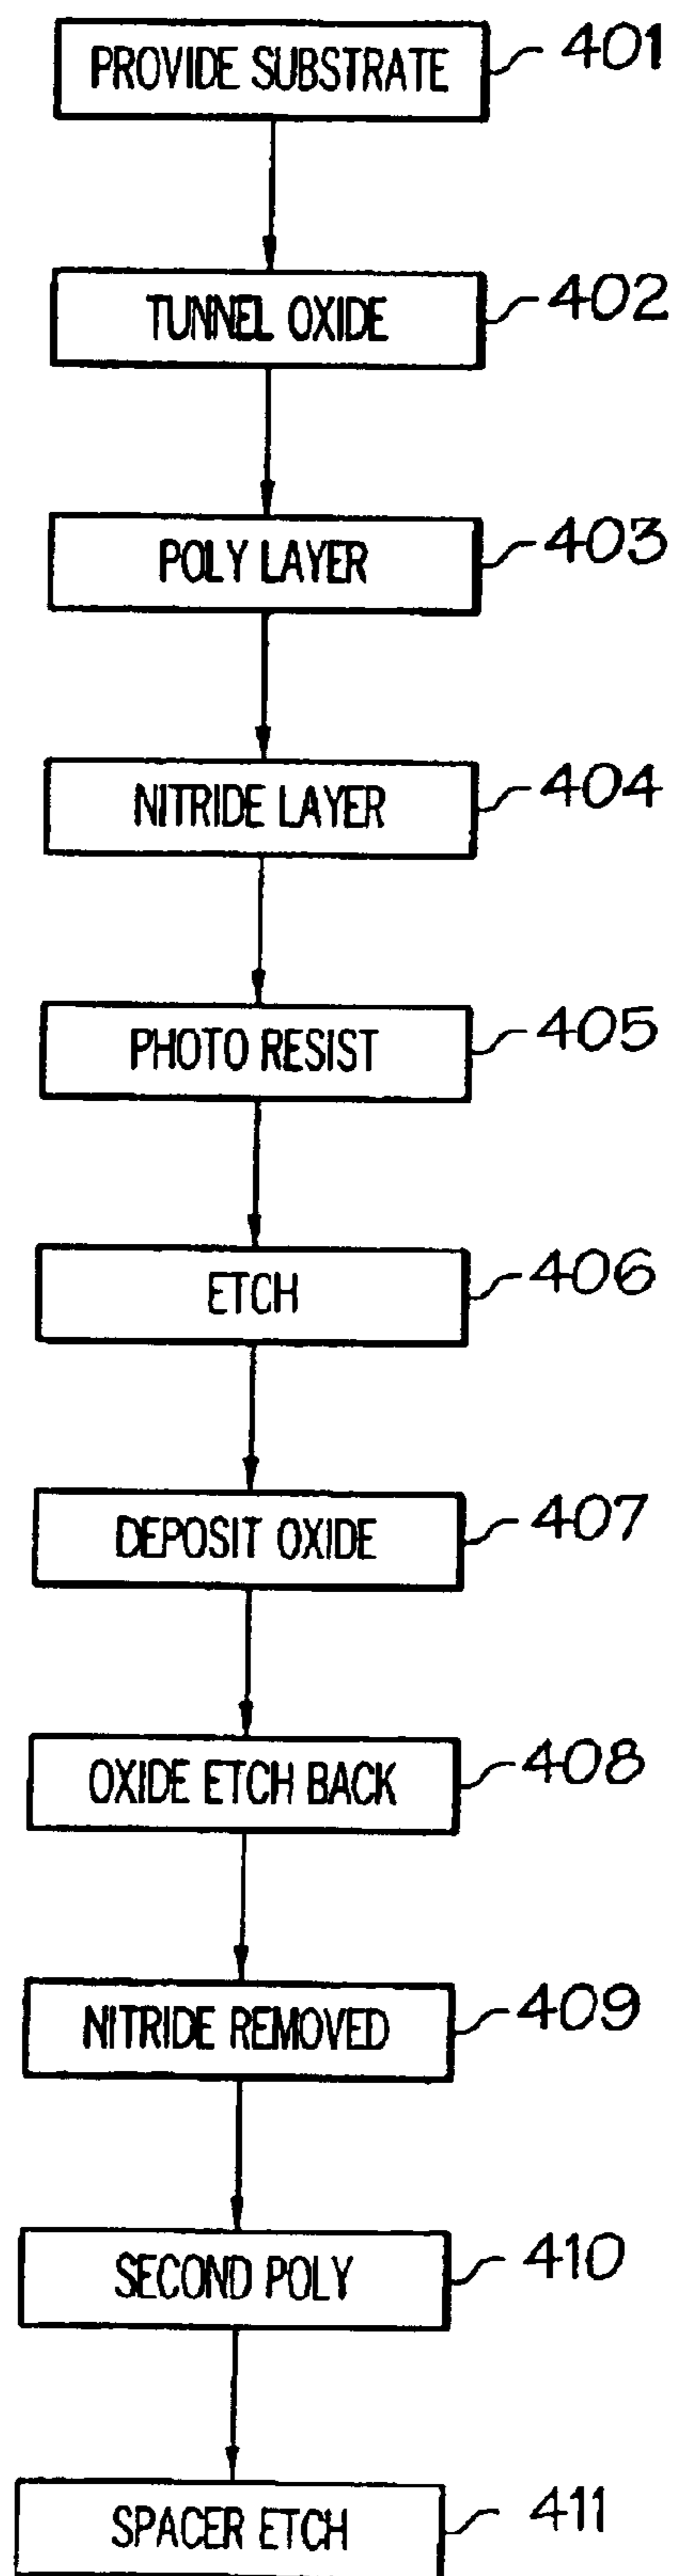 PROVIDE SUBSTRATE 401
TUNNEL OXIDE 402
POLY LAYER 403
NITRIDE LAYER 404
PHOTO RESIST 405
ETCH 406
DEPOSIT OXIDE 407
OXIDE ETCH BACK 408
NITRIDE REMOVED 409
SECOND POLY 410
SPACER ETCH 411